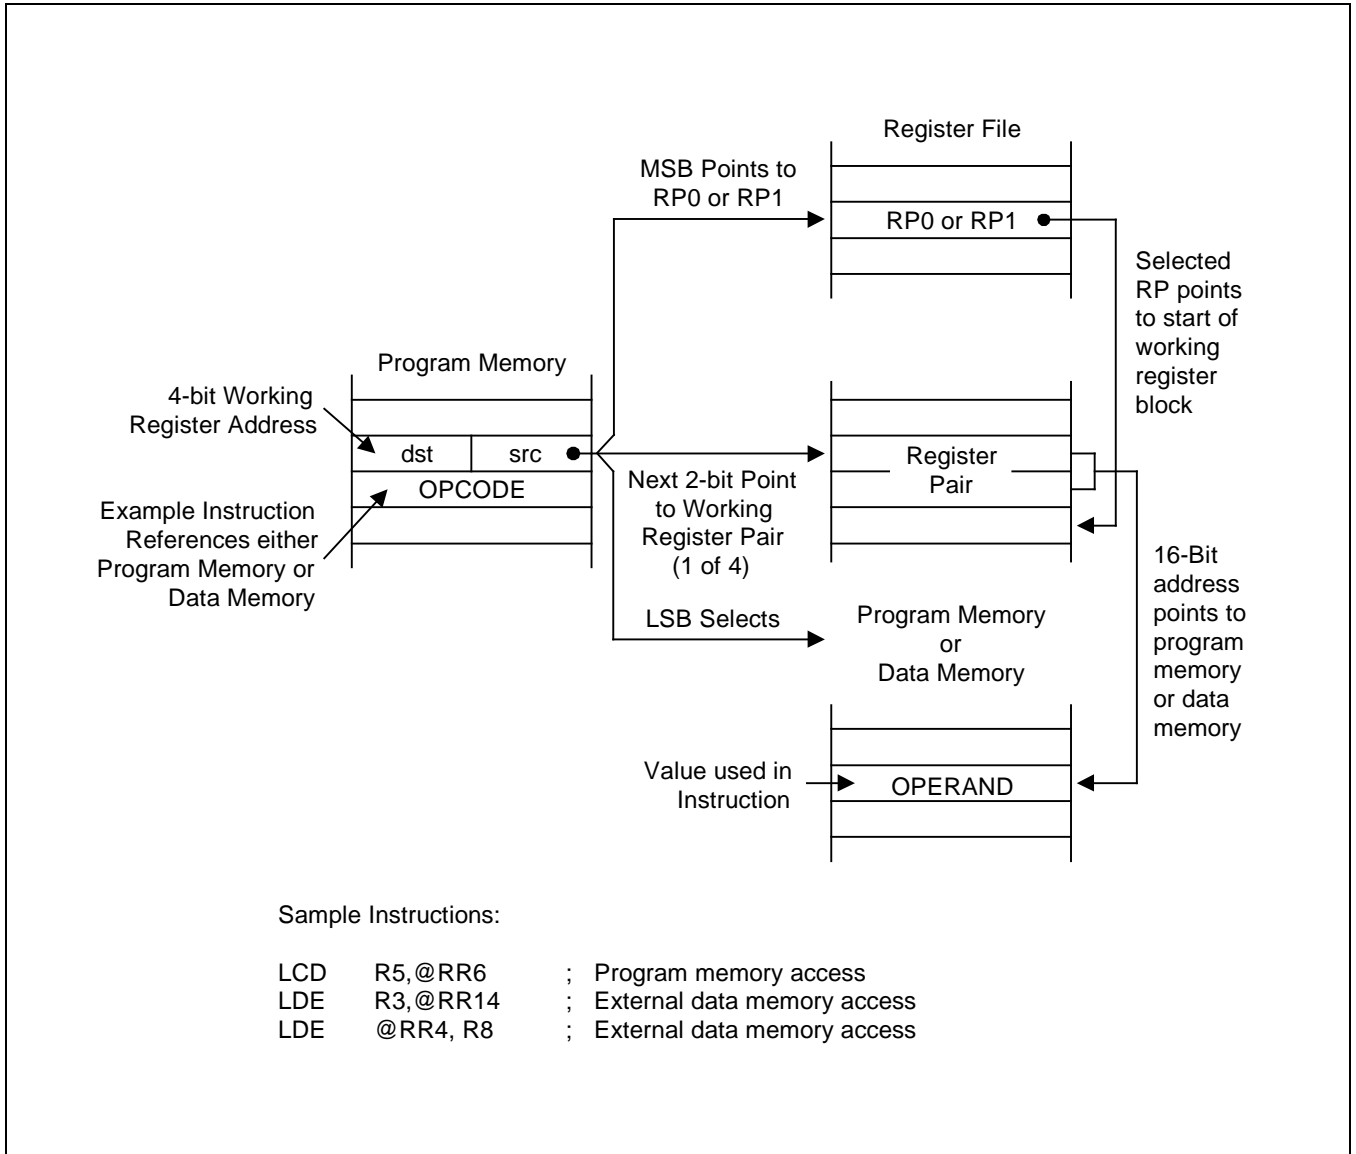 Register File
MSB Points to
RP0 or RP1
RP0 or RP1
Selected
RP points
to start of
working
register
block
Program Memory
4-bit Working
Register Address
dst src
OPCODE
Example Instruction
References either
Program Memory or
Data Memory
Next 2-bit Point
to Working
Register Pair
(1 of 4)
Register
Pair
LSB Selects
Program Memory
or
Data Memory
16-Bit
address
points to
program
memory
or data
memory
Value used in
Instruction
OPERAND
Sample Instructions:
LCD R5,@RR6 ; Program memory access
LDE R3,@RR14 ; External data memory access
LDE @RR4, R8 ; External data memory access